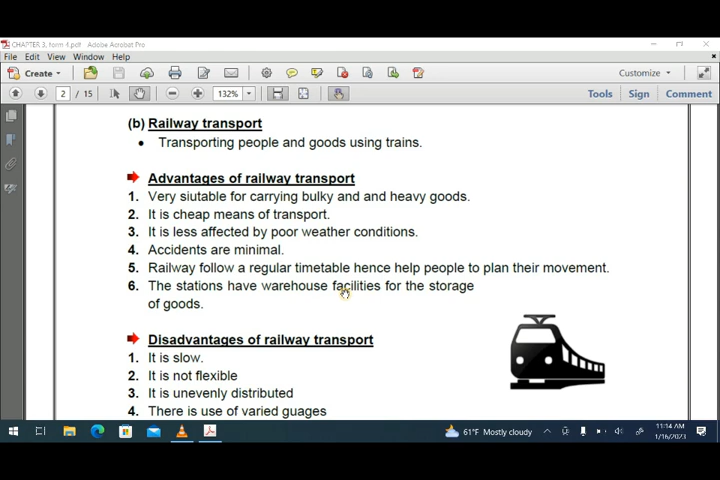 CHAPTER 3, form 4.pdf - Adobe Acrobat Pro
File Edit View Window Help
Create Customize
2 / 15 132% Tools Sign Comment
(b) Railway transport
• Transporting people and goods using trains.
Advantages of railway transport
1. Very siutable for carrying bulky and and heavy goods.
2. It is cheap means of transport.
3. It is less affected by poor weather conditions.
4. Accidents are minimal.
5. Railway follow a regular timetable hence help people to plan their movement.
6. The stations have warehouse facilities for the storage
of goods.
Disadvantages of railway transport
1. It is slow.
2. It is not flexible
3. It is unevenly distributed
4. There is use of varied guages
61°F Mostly cloudy 11:14 AM
1/16/2023